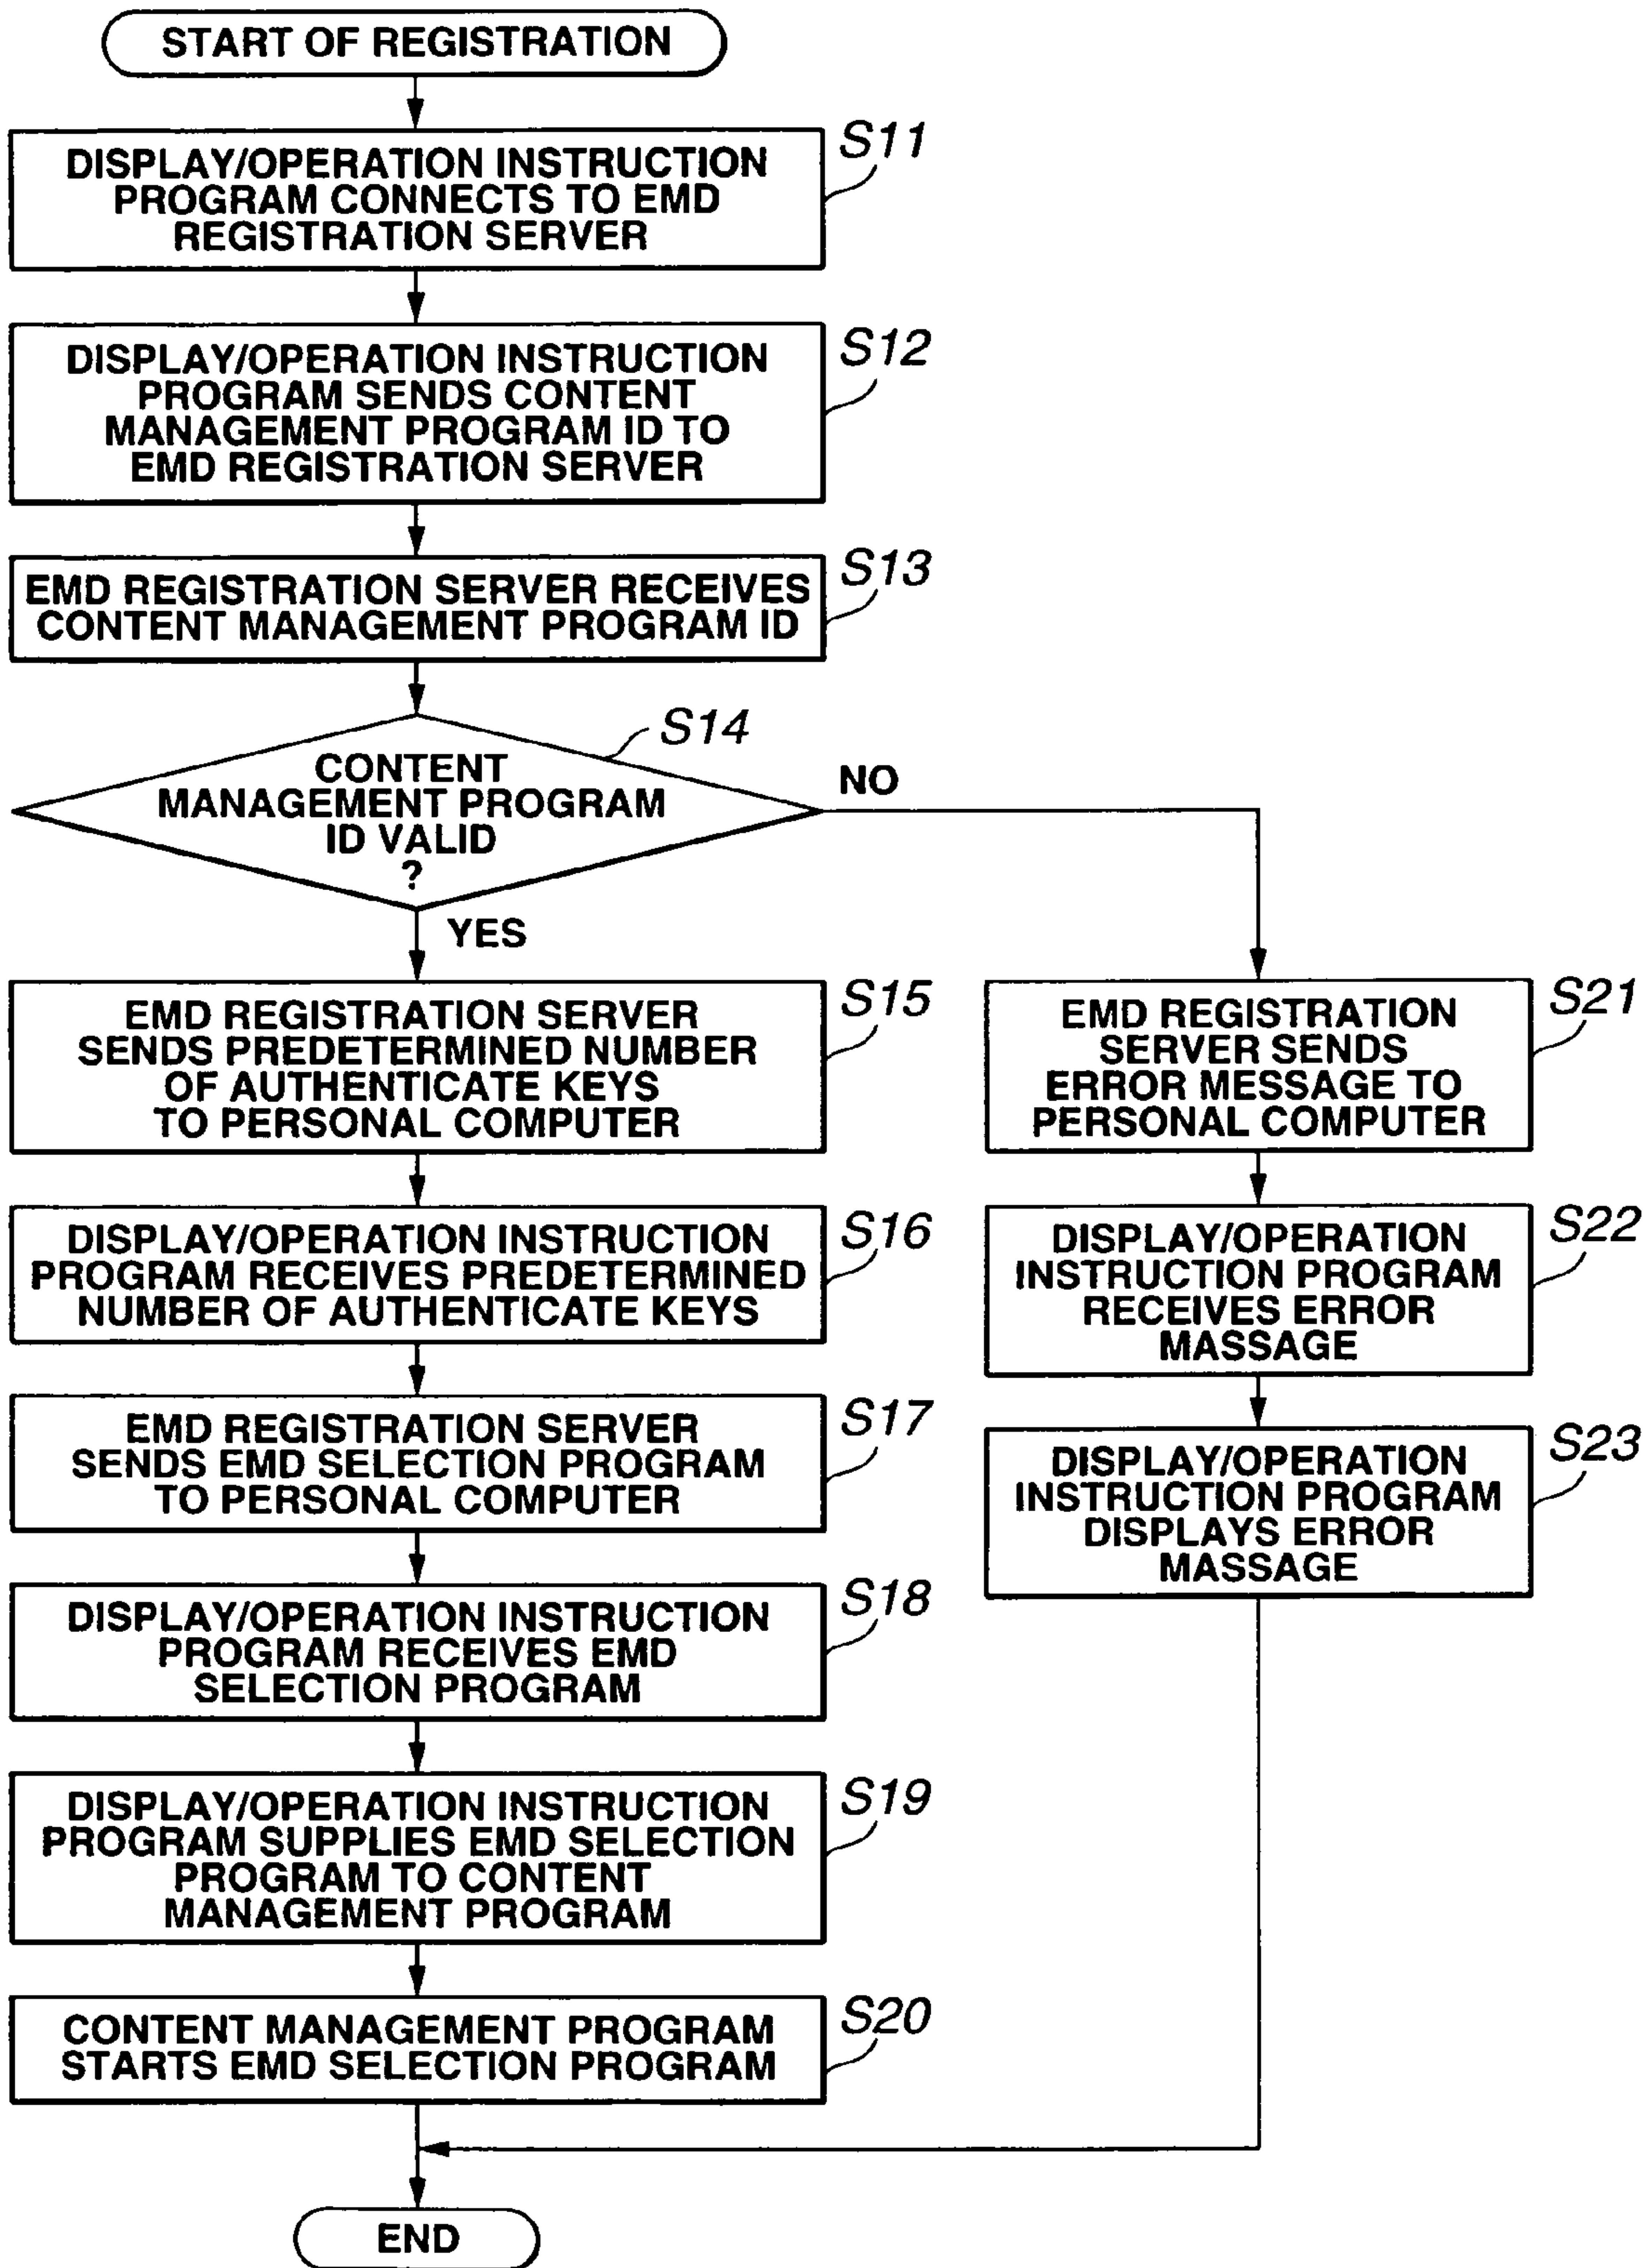 START OF REGISTRATION
S11
DISPLAY/OPERATION INSTRUCTION
PROGRAM CONNECTS TO EMD
REGISTRATION SERVER
S12
DISPLAY/OPERATION INSTRUCTION
PROGRAM SENDS CONTENT
MANAGEMENT PROGRAM ID TO
EMD REGISTRATION SERVER
S13
EMD REGISTRATION SERVER RECEIVES
CONTENT MANAGEMENT PROGRAM ID
S14
CONTENT
MANAGEMENT PROGRAM
ID VALID
?
NO
YES
S15
EMD REGISTRATION SERVER
SENDS PREDETERMINED NUMBER
OF AUTHENTICATE KEYS
TO PERSONAL COMPUTER
S16
DISPLAY/OPERATION INSTRUCTION
PROGRAM RECEIVES PREDETERMINED
NUMBER OF AUTHENTICATE KEYS
S17
EMD REGISTRATION SERVER
SENDS EMD SELECTION PROGRAM
TO PERSONAL COMPUTER
S18
DISPLAY/OPERATION INSTRUCTION
PROGRAM RECEIVES EMD
SELECTION PROGRAM
S19
DISPLAY/OPERATION INSTRUCTION
PROGRAM SUPPLIES EMD SELECTION
PROGRAM TO CONTENT
MANAGEMENT PROGRAM
S20
CONTENT MANAGEMENT PROGRAM
STARTS EMD SELECTION PROGRAM
S21
EMD REGISTRATION
SERVER SENDS
ERROR MESSAGE TO
PERSONAL COMPUTER
S22
DISPLAY/OPERATION
INSTRUCTION PROGRAM
RECEIVES ERROR
MASSAGE
S23
DISPLAY/OPERATION
INSTRUCTION PROGRAM
DISPLAYS ERROR
MASSAGE
END